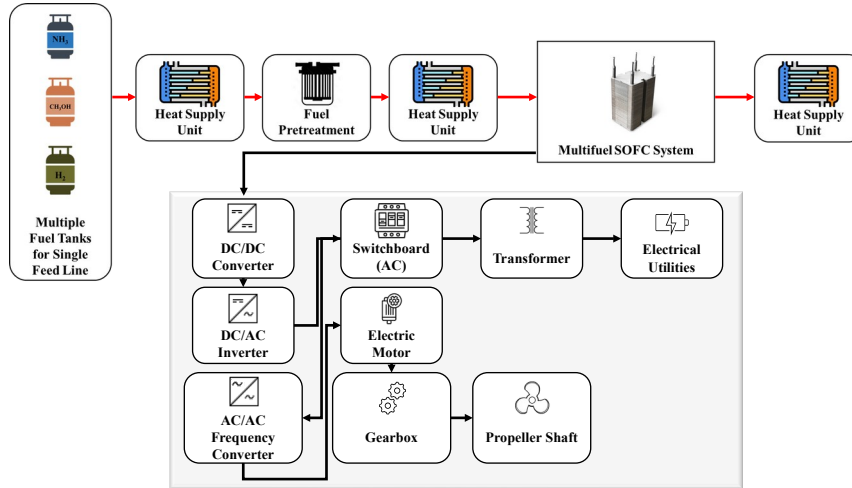 NH₃
CH₃OH
H₂
Multiple
Fuel Tanks
for Single
Feed Line
Heat Supply
Unit
Fuel
Pretreatment
Heat Supply
Unit
Multifuel SOFC System
Heat Supply
Unit
DC/DC
Converter
Switchboard
(AC)
Transformer
Electrical
Utilities
DC/AC
Inverter
Electric
Motor
AC/AC
Frequency
Converter
Gearbox
Propeller Shaft